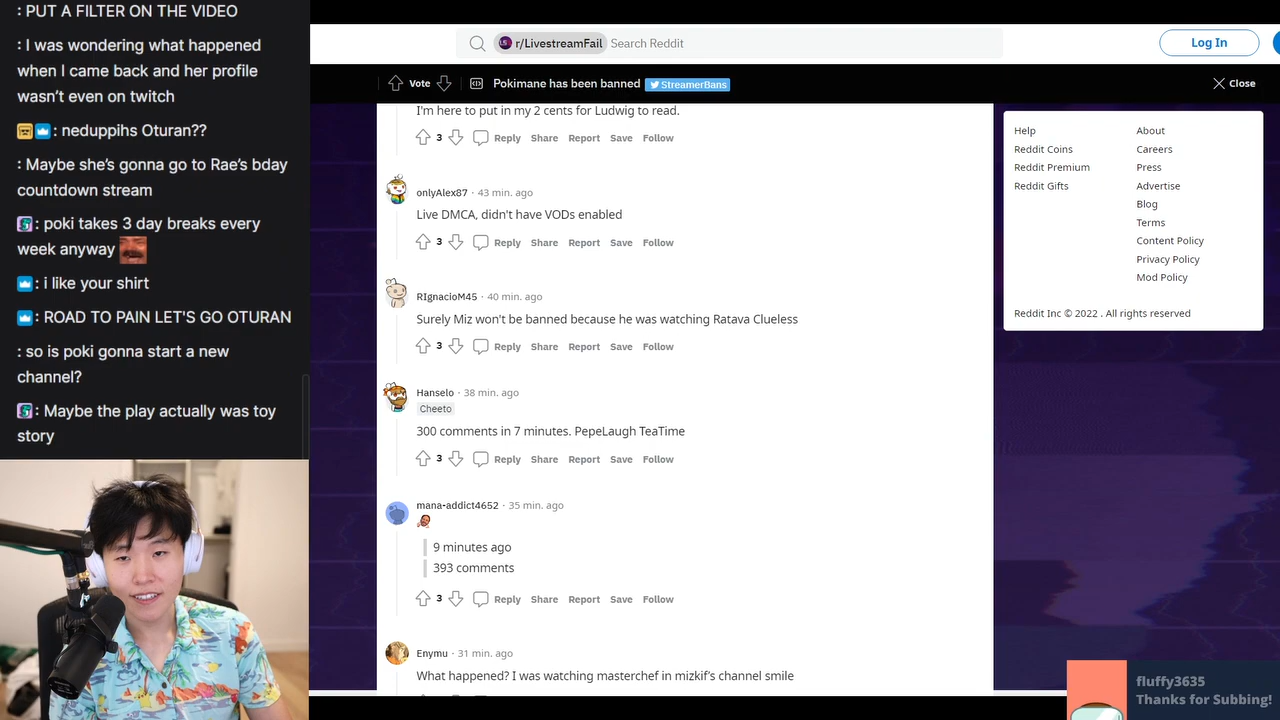 : PUT A FILTER ON THE VIDEO
: I was wondering what happened
when I came back and her profile
wasn't even on twitch
: neduppihs Oturan??
: Maybe she's gonna go to Rae's bday
countdown stream
: poki takes 3 day breaks every
week anyway
: i like your shirt
: ROAD TO PAIN LET'S GO OTURAN
: so is poki gonna start a new
channel?
: Maybe the play actually was toy
story
r/LivestreamFail Search Reddit
Log In
Vote
Pokimane has been banned StreamerBans
Close
I'm here to put in my 2 cents for Ludwig to read.
3 Reply Share Report Save Follow
onlyAlex87 · 43 min. ago
Live DMCA, didn't have VODs enabled
3 Reply Share Report Save Follow
RIgnacioM45 · 40 min. ago
Surely Miz won't be banned because he was watching Ratava Clueless
3 Reply Share Report Save Follow
Hanselo · 38 min. ago
Cheeto
300 comments in 7 minutes. PepeLaugh TeaTime
3 Reply Share Report Save Follow
mana-addict4652 · 35 min. ago
9 minutes ago
393 comments
3 Reply Share Report Save Follow
Enymu · 31 min. ago
What happened? I was watching masterchef in mizkif's channel smile
Help
Reddit Coins
Reddit Premium
Reddit Gifts
About
Careers
Press
Advertise
Blog
Terms
Content Policy
Privacy Policy
Mod Policy
Reddit Inc © 2022 . All rights reserved
fluffy3635
Thanks for Subbing!